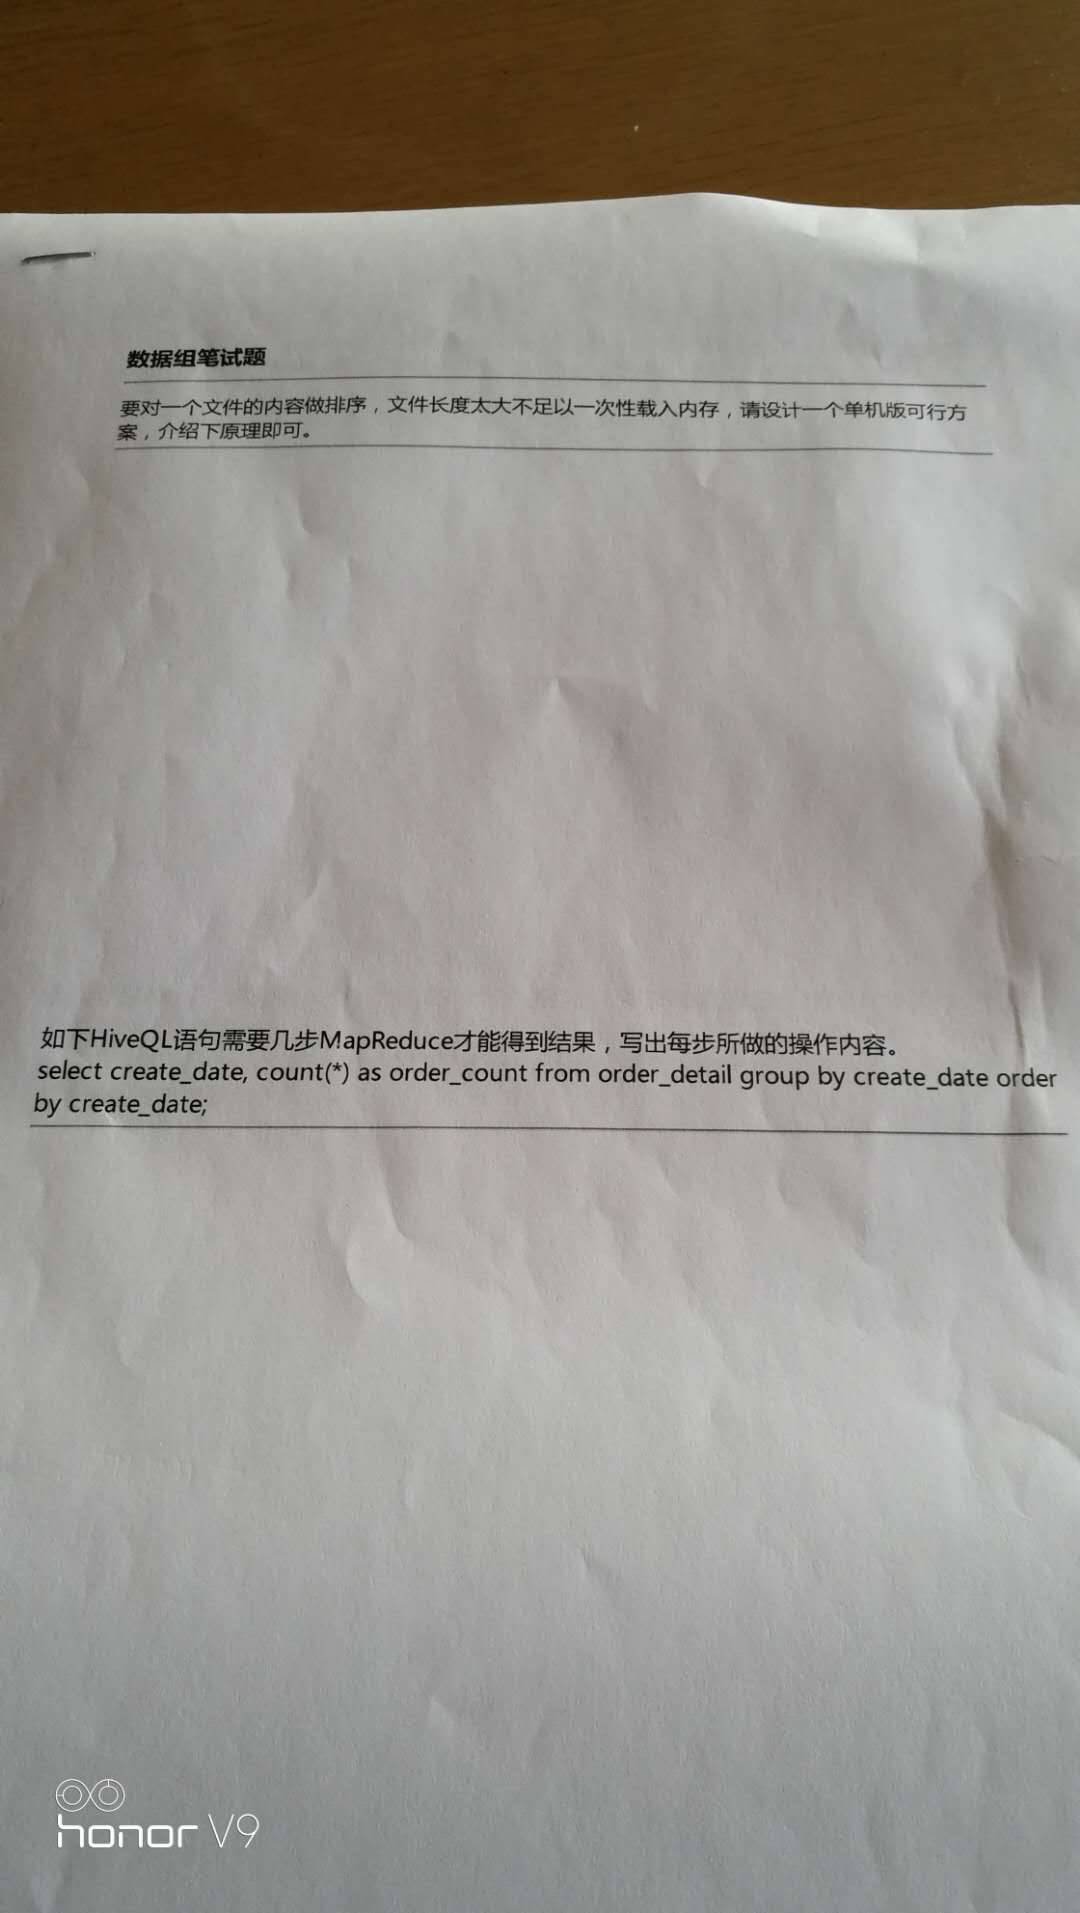 数据组笔试题
要对一个文件的内容做排序，文件长度太大不足以一次性载入内存，请设计一个单机版可行方
案，介绍下原理即可。
如下HiveQL语句需要几步MapReduce才能得到结果，写出每步所做的操作内容。
select create_date, count(*) as order_count from order_detail group by create_date order
by create_date;
honor V9